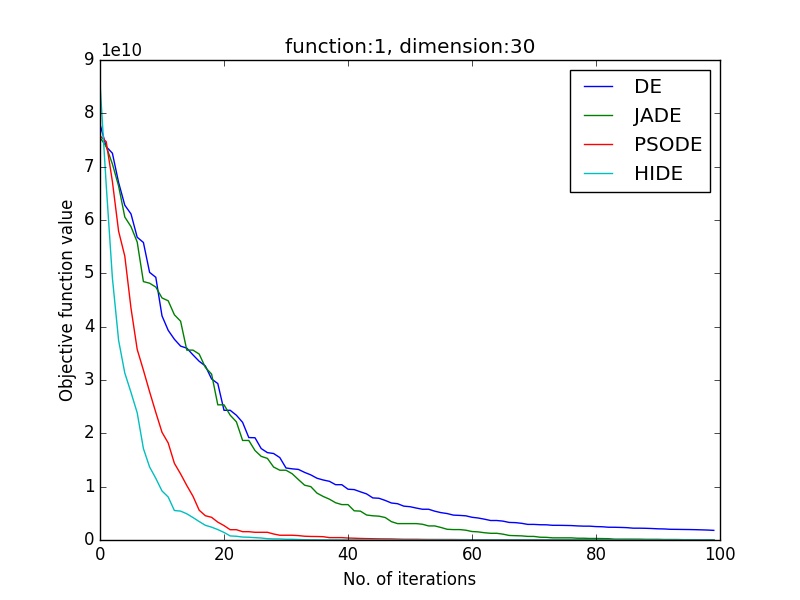 function:1, dimension:30
1e10
9
8
7
6
5
4
3
2
1
0
Objective function value
DE
JADE
PSODE
HIDE
0 20 40 60 80 100
No. of iterations